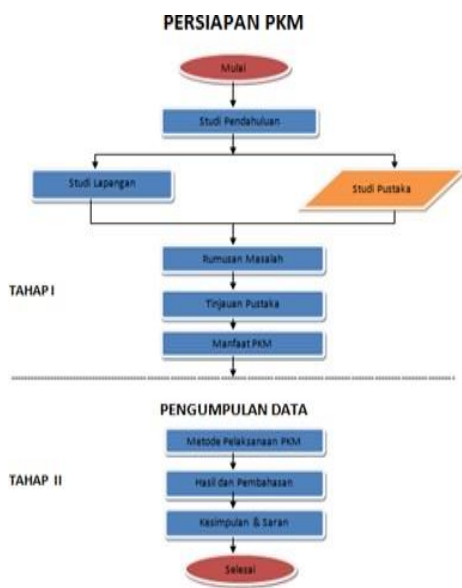 PERSIAPAN PKM
Mulai
Studi Pendahuluan
Studi Lapangan
Studi Pustaka
Rumusan Masalah
TAHAP I
Tinjauan Pustaka
Manfaat PKM
PENGUMPULAN DATA
Metode Pelaksanaan PKM
TAHAP II
Hasil dan Pembahasan
Kesimpulan & Saran
Selesai